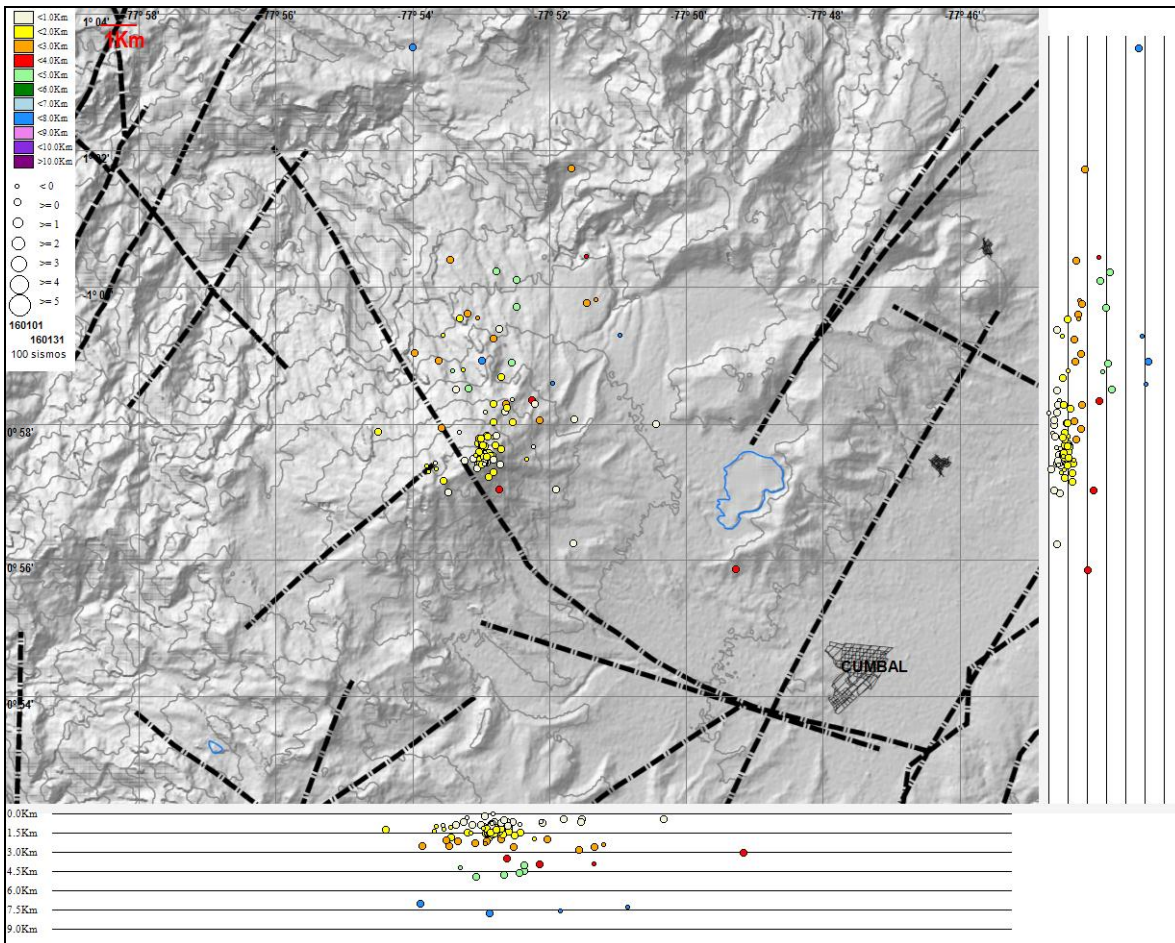 77° 58'
77° 56'
77° 54'
77° 52'
77° 50'
77° 48'
77° 46'
1° 04'
1Km
<1.0Km
<2.0Km
<3.0Km
<4.0Km
<5.0Km
<6.0Km
<7.0Km
<8.0Km
<9.0Km
<10.0Km
>10.0Km
1° 02'
< 0
>= 0
>= 1
>= 2
>= 3
>= 4
>= 5
160101
160131
100 sismos
0° 58'
0° 56'
0° 54'
CUMBAL
0.0Km
1.5Km
3.0Km
4.5Km
6.0Km
7.5Km
9.0Km